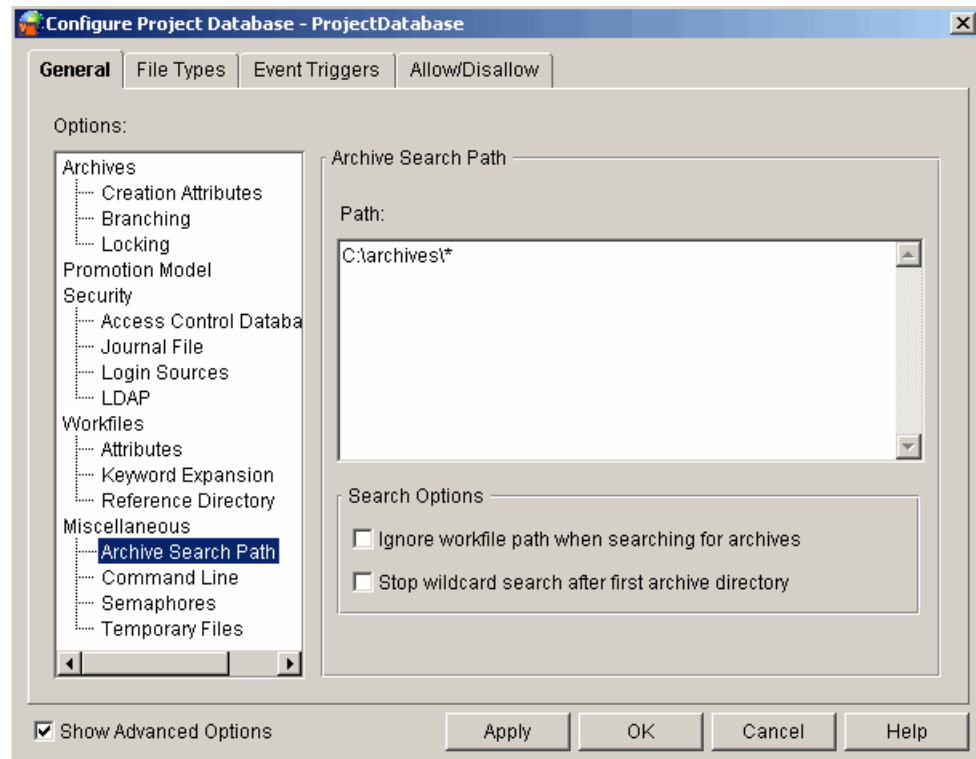 Configure Project Database - ProjectDatabase
General
File Types
Event Triggers
Allow/Disallow
Options:
Archives
Creation Attributes
Branching
Locking
Promotion Model
Security
Access Control Databa
Journal File
Login Sources
LDAP
Workfiles
Attributes
Keyword Expansion
Reference Directory
Miscellaneous
Archive Search Path
Command Line
Semaphores
Temporary Files
Archive Search Path
Path:
C:\archives\*
Search Options
Ignore workfile path when searching for archives
Stop wildcard search after first archive directory
Show Advanced Options
Apply
OK
Cancel
Help